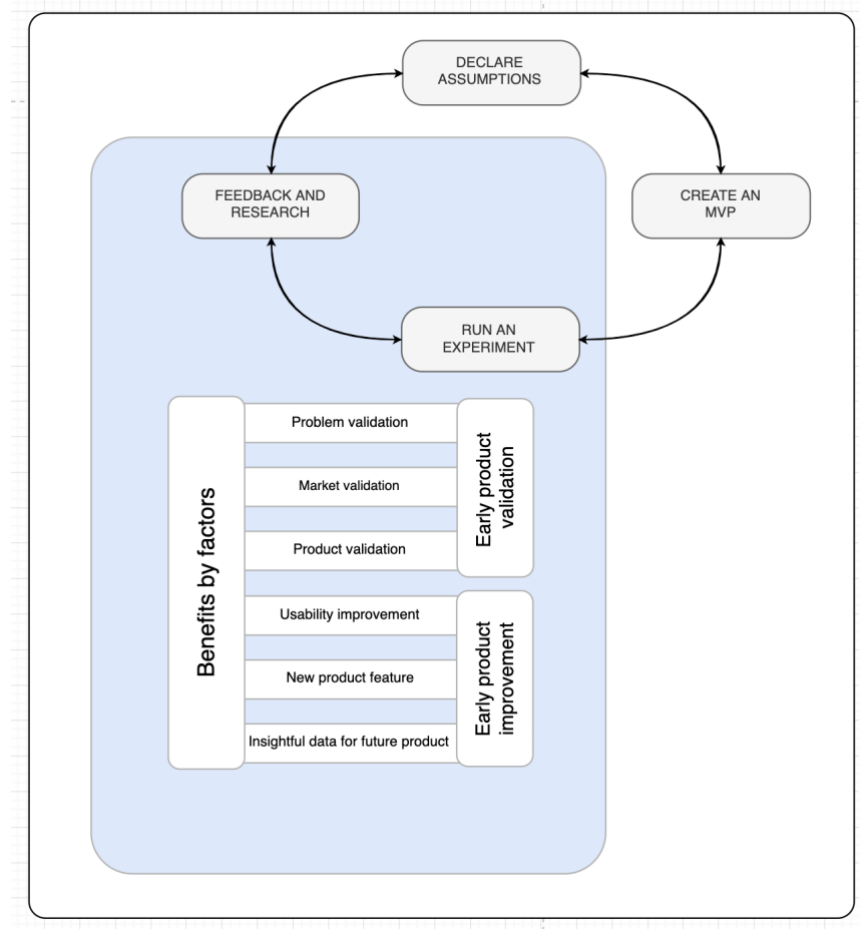 DECLARE
ASSUMPTIONS
FEEDBACK AND
RESEARCH
CREATE AN
MVP
RUN AN
EXPERIMENT
Benefits by factors
Problem validation
Market validation
Product validation
Early product
validation
Usability improvement
New product feature
Insightful data for future product
Early product
improvement